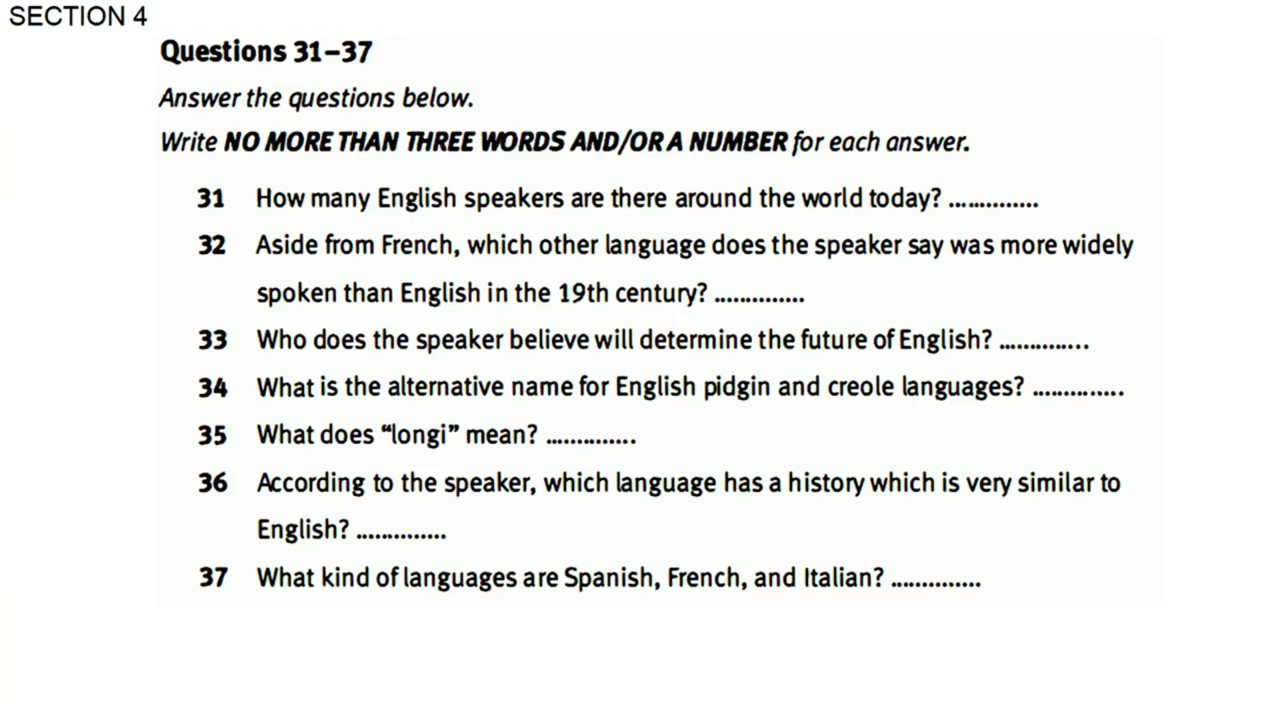 SECTION 4
Questions 31–37
Answer the questions below.
Write NO MORE THAN THREE WORDS AND/OR A NUMBER for each answer.
31 How many English speakers are there around the world today? ..............
32 Aside from French, which other language does the speaker say was more widely
spoken than English in the 19th century? ..............
33 Who does the speaker believe will determine the future of English? ..............
34 What is the alternative name for English pidgin and creole languages? ..............
35 What does “longi” mean? ..............
36 According to the speaker, which language has a history which is very similar to
English? ..............
37 What kind of languages are Spanish, French, and Italian? ..............